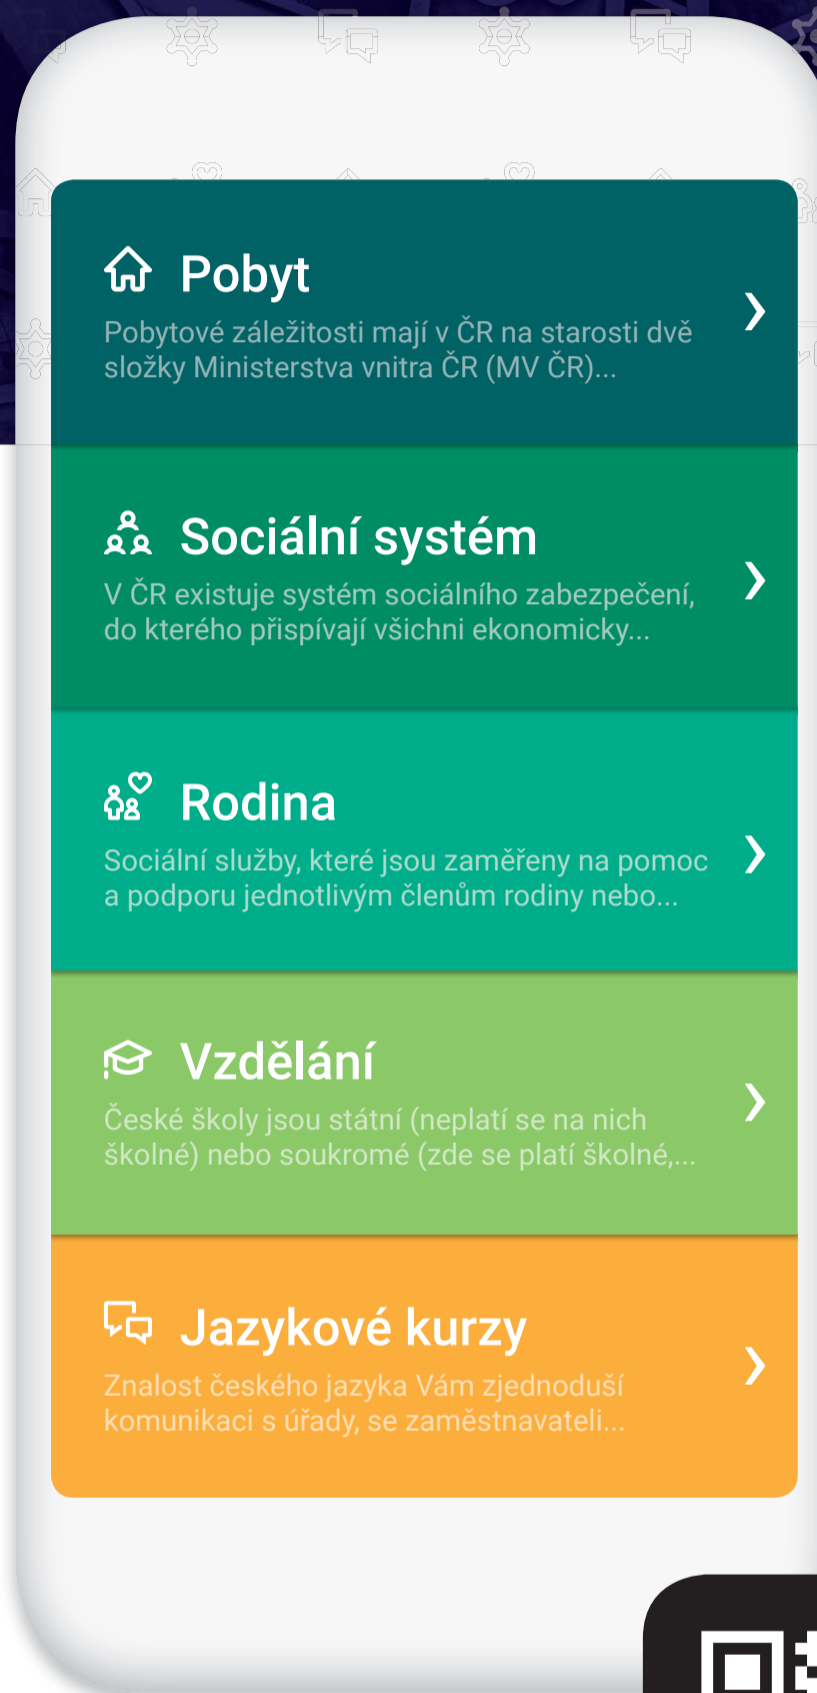 Pobyt
Pobytové záležitosti mají v ČR na starosti dvě
složky Ministerstva vnitra ČR (MV ČR)...
Sociální systém
V ČR existuje systém sociálního zabezpečení,
do kterého přispívají všichni ekonomicky...
Rodina
Sociální služby, které jsou zaměřeny na pomoc
a podporu jednotlivým členům rodiny nebo...
Vzdělání
České školy jsou státní (neplatí se na nich
školné) nebo soukromé (zde se platí školné,...
Jazykové kurzy
Znalost českého jazyka Vám zjednoduší
komunikaci s úřady, se zaměstnavateli...